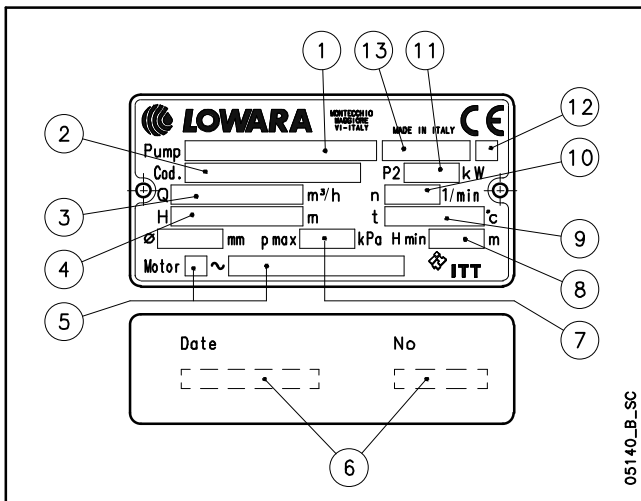 1 13 11
LOWARA MONTECCHIO MAGGIORE VI-ITALY MADE IN ITALY CE
12
2
Pump
Cod. P2 kW
10
3
Q m³/h n 1/min
H m t °c
9
4
ø mm p max kPa H min m
Motor ~ ITT
8
5
7
Date No
6
05140_B_SC